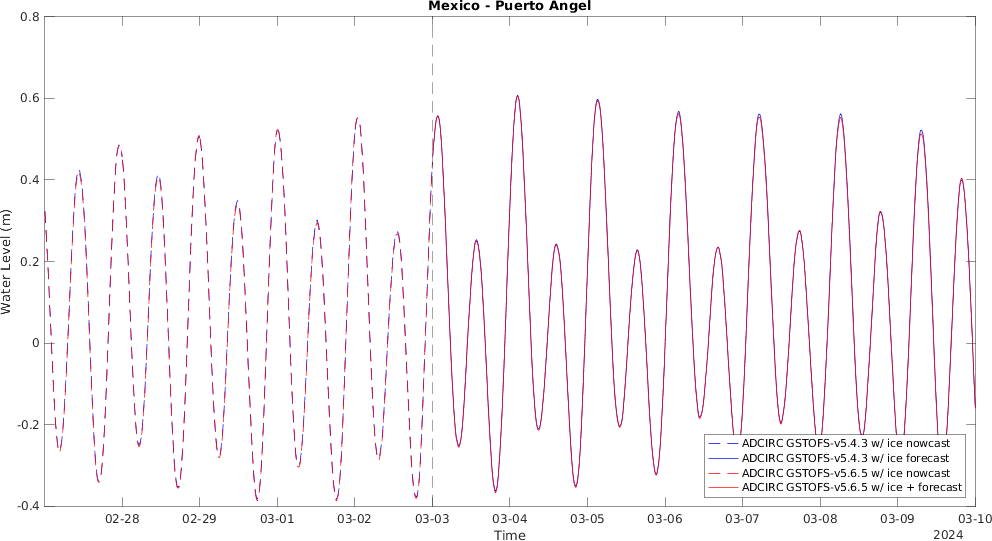 Mexico - Puerto Angel
0.8
0.6
0.4
0.2
0
-0.2
-0.4
Water Level (m)
ADCIRC GSTOFS-v5.4.3 w/ ice nowcast
ADCIRC GSTOFS-v5.4.3 w/ ice forecast
ADCIRC GSTOFS-v5.6.5 w/ ice nowcast
ADCIRC GSTOFS-v5.6.5 w/ ice + forecast
02-28 02-29 03-01 03-02 03-03 03-04 03-05 03-06 03-07 03-08 03-09 03-10
Time
2024